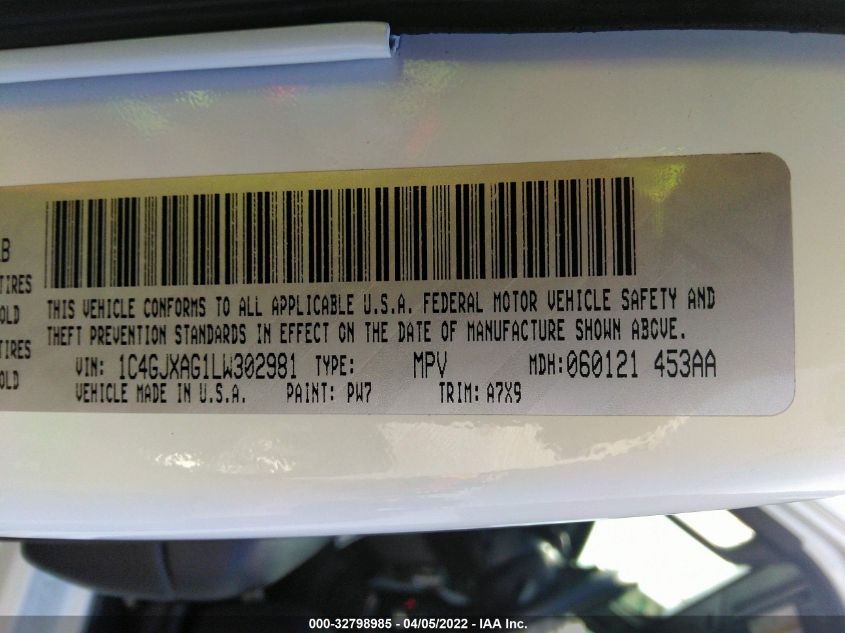 B
TIRES
OLD
TIRES
OLD
THIS VEHICLE CONFORMS TO ALL APPLICABLE U.S.A. FEDERAL MOTOR VEHICLE SAFETY AND
THEFT PREVENTION STANDARDS IN EFFECT ON THE DATE OF MANUFACTURE SHOWN ABOVE.
VIN: 1C4GJXAG1LW302981 TYPE: MPV MDH:060121 453AA
VEHICLE MADE IN U.S.A. PAINT: PW7 TRIM: A7X9
000-32798985 - 04/05/2022 - IAA Inc.